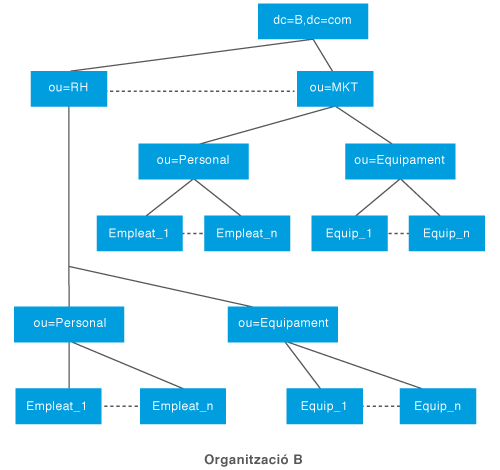 dc=B,dc=com
ou=RH
ou=MKT
ou=Personal
ou=Equipament
Empleat_1
Empleat_n
Equip_1
Equip_n
ou=Personal
ou=Equipament
Empleat_1
Empleat_n
Equip_1
Equip_n
Organització B